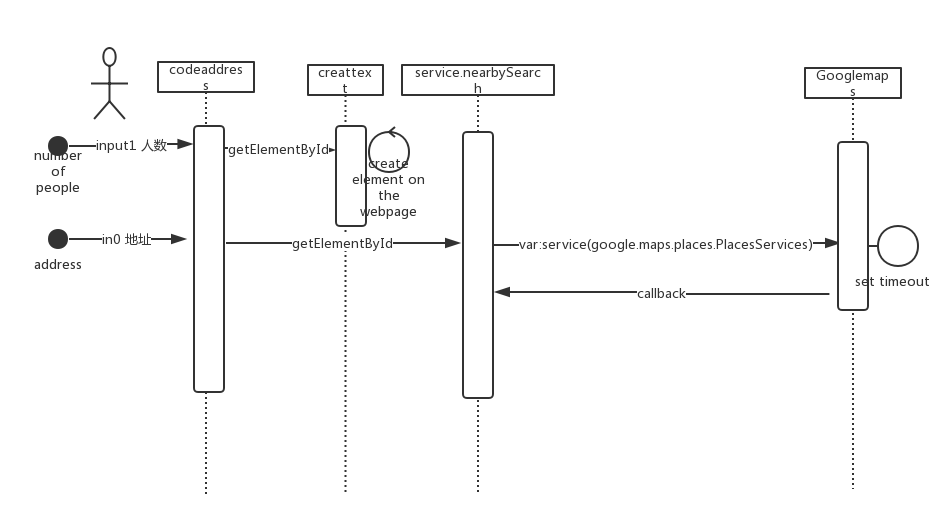 codeaddres
s
creattex
t
service.nearbySearc
h
Googlemap
s
input1 人数
number
of
people
getElementById
create
element on
the
webpage
in0 地址
address
getElementById
var:service(google.maps.places.PlacesServices)
set timeout
callback